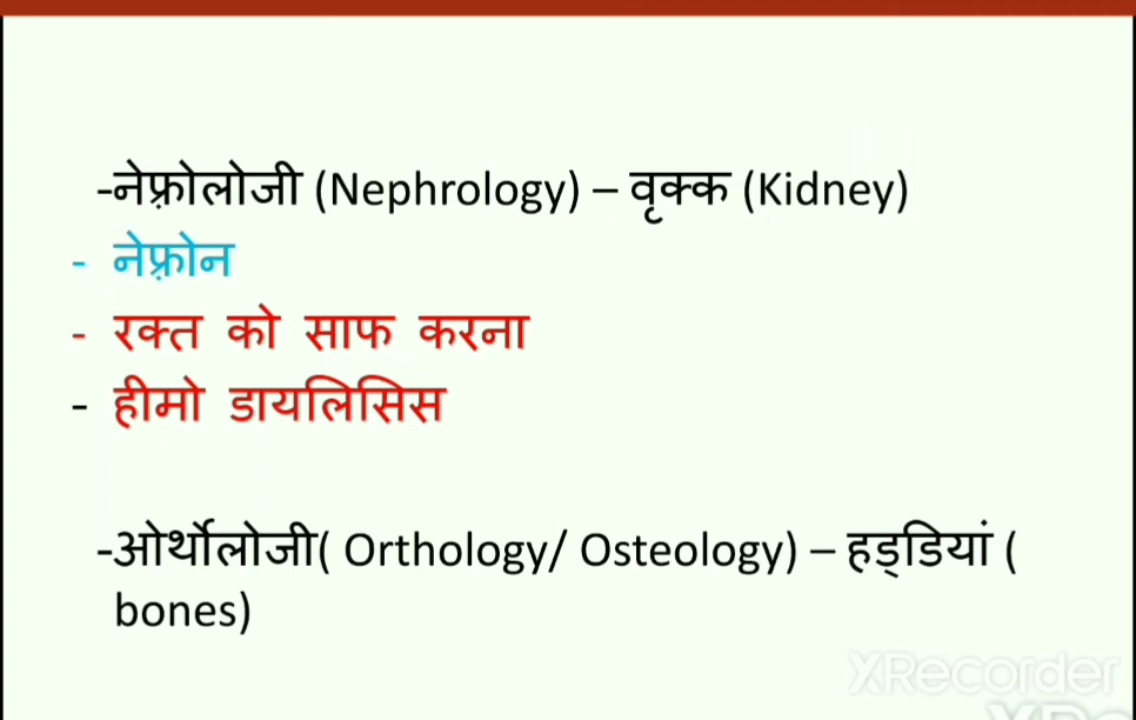 -नेफ़्रोलोजी (Nephrology) – वृक्क (Kidney)
- नेफ़्रोन
- रक्त को साफ करना
- हीमो डायलिसिस
-ओर्थोलोजी( Orthology/ Osteology) – हड्डियां (
bones)
XRecorder